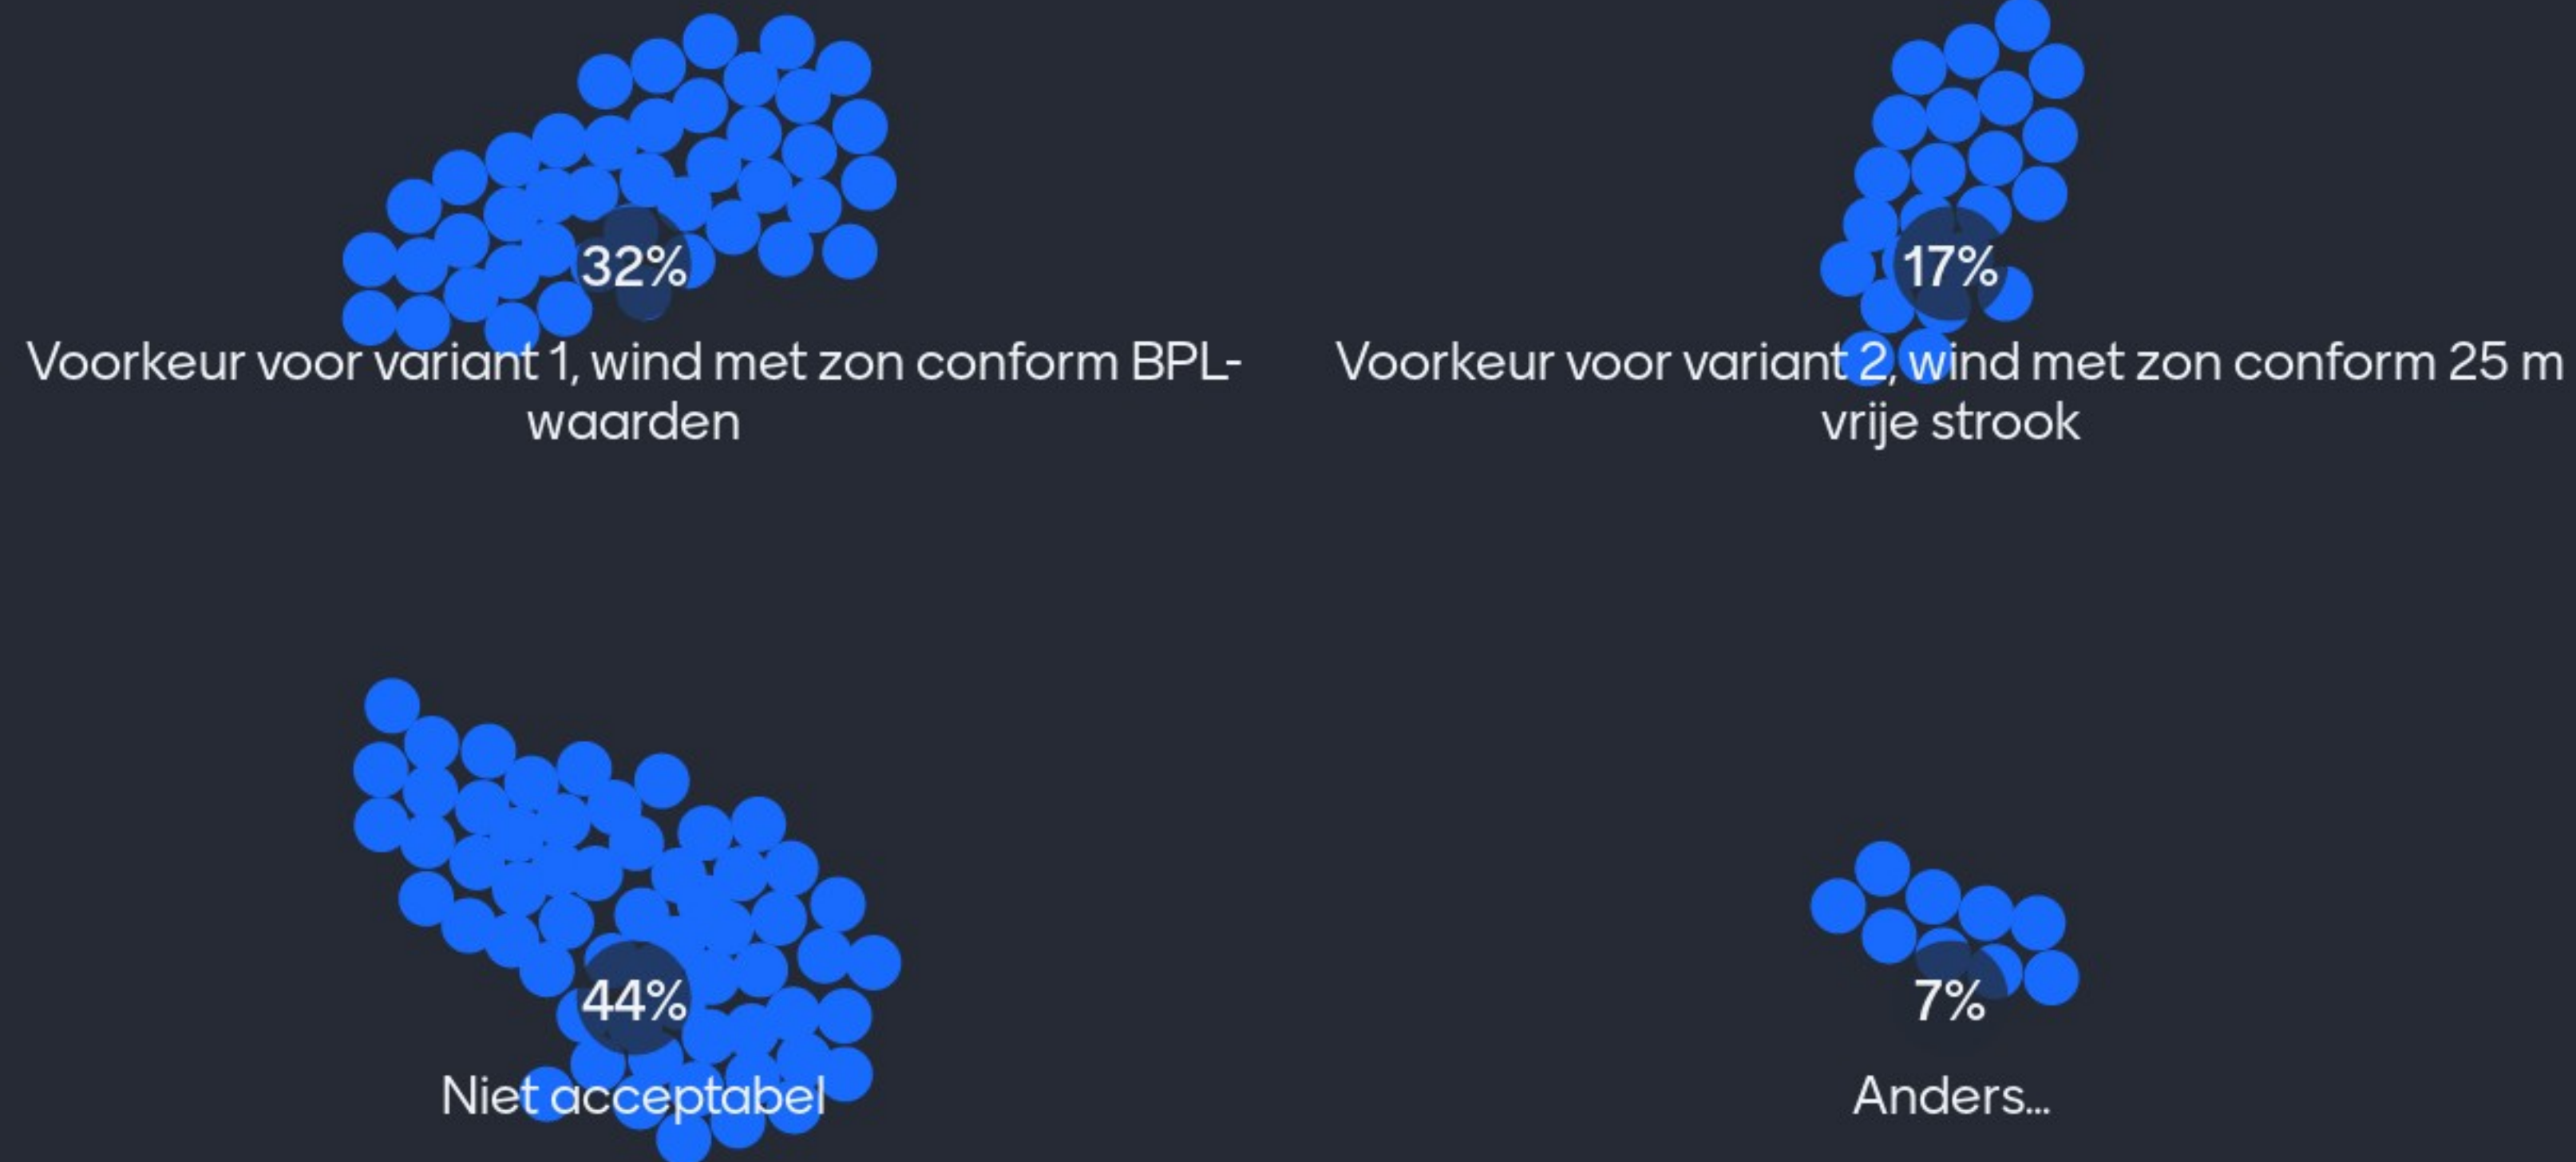 32%
Voorkeur voor variant 1, wind met zon conform BPL-
waarden
17%
Voorkeur voor variant 2, wind met zon conform 25 m
vrije strook
44%
Niet acceptabel
7%
Anders...